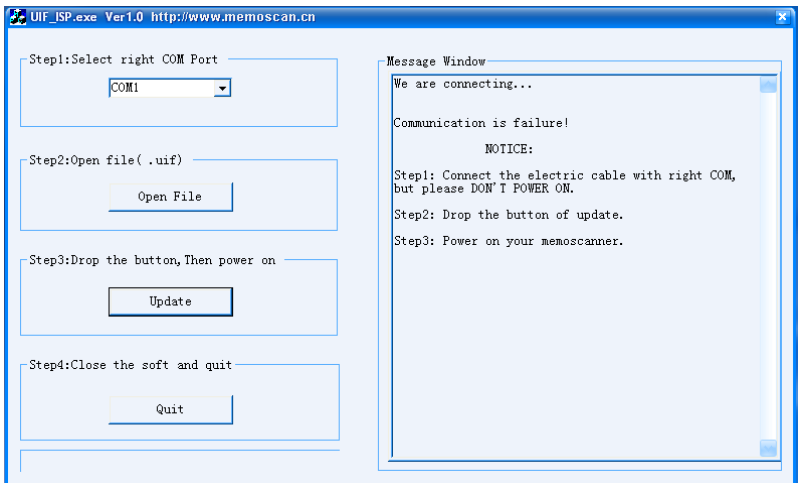 UIF_ISP.exe Ver1.0 http://www.memoscan.cn
Step1:Select right COM Port
COM1
Step2:Open file( .uif)
Open File
Step3:Drop the button,Then power on
Update
Step4:Close the soft and quit
Quit
Message Window
We are connecting...
Communication is failure!
NOTICE:
Step1: Connect the electric cable with right COM,
but please DON'T POWER ON.
Step2: Drop the button of update.
Step3: Power on your memoscanner.